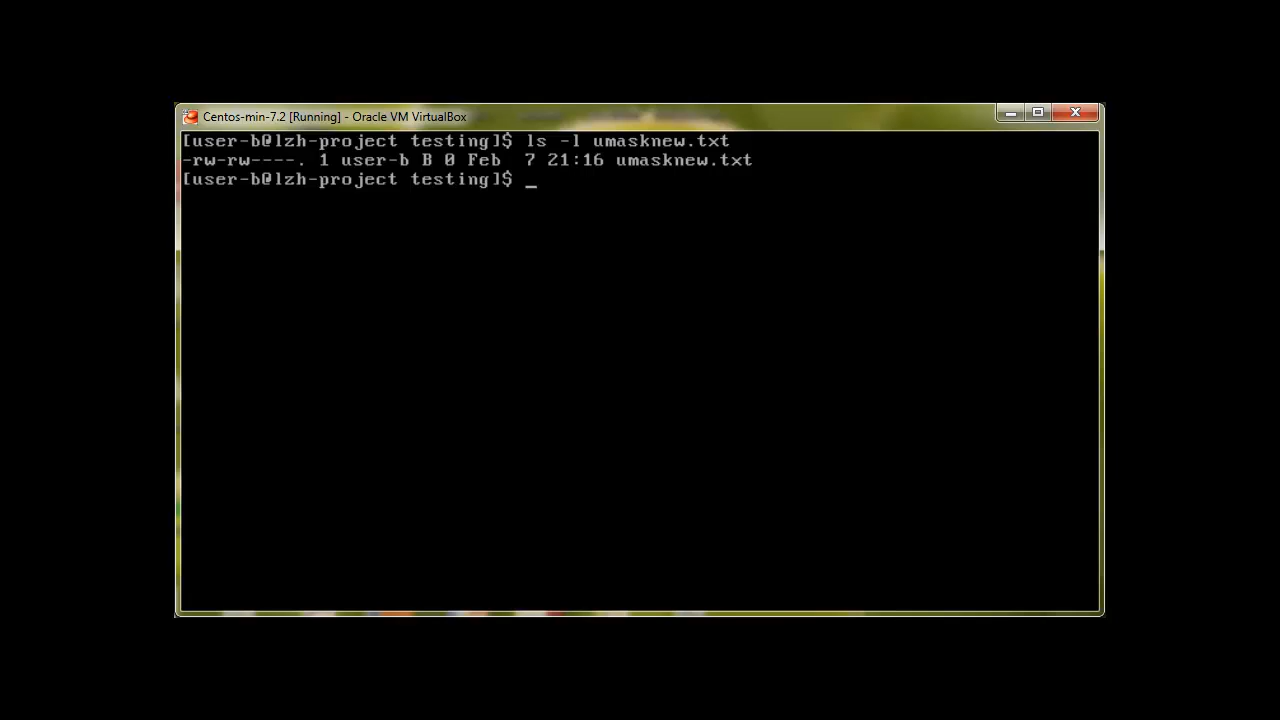 Centos-min-7.2 [Running] - Oracle VM VirtualBox
[user-b@lzh-project testing]$ ls -l umasknew.txt
-rw-rw----. 1 user-b B 0 Feb  7 21:16 umasknew.txt
[user-b@lzh-project testing]$ _